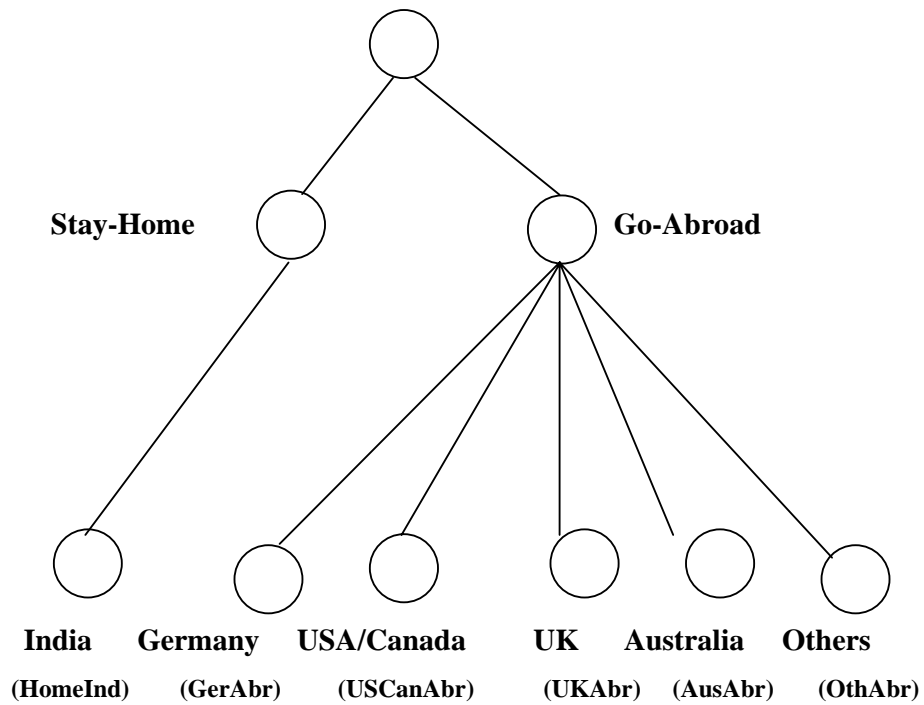 Stay-Home Go-Abroad
India Germany USA/Canada UK Australia Others
(HomeInd) (GerAbr) (USCanAbr) (UKAbr) (AusAbr) (OthAbr)